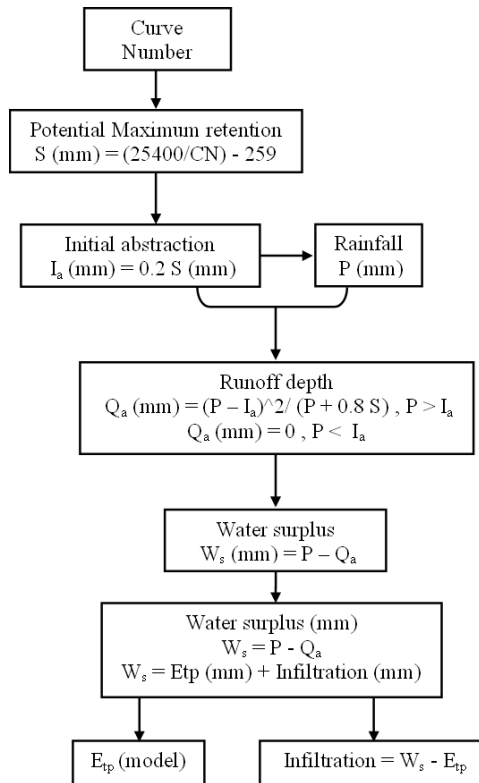 Curve
Number
Potential Maximum retention
S (mm) = (25400/CN) - 259
Initial abstraction
Iₐ (mm) = 0.2 S (mm)
Rainfall
P (mm)
Runoff depth
Qₐ (mm) = (P – Iₐ)^2/ (P + 0.8 S) , P > Iₐ
Qₐ (mm) = 0 , P < Iₐ
Water surplus
Wₛ (mm) = P – Qₐ
Water surplus (mm)
Wₛ = P - Qₐ
Wₛ = Etp (mm) + Infiltration (mm)
Eₜₚ (model)
Infiltration = Wₛ - Eₜₚ